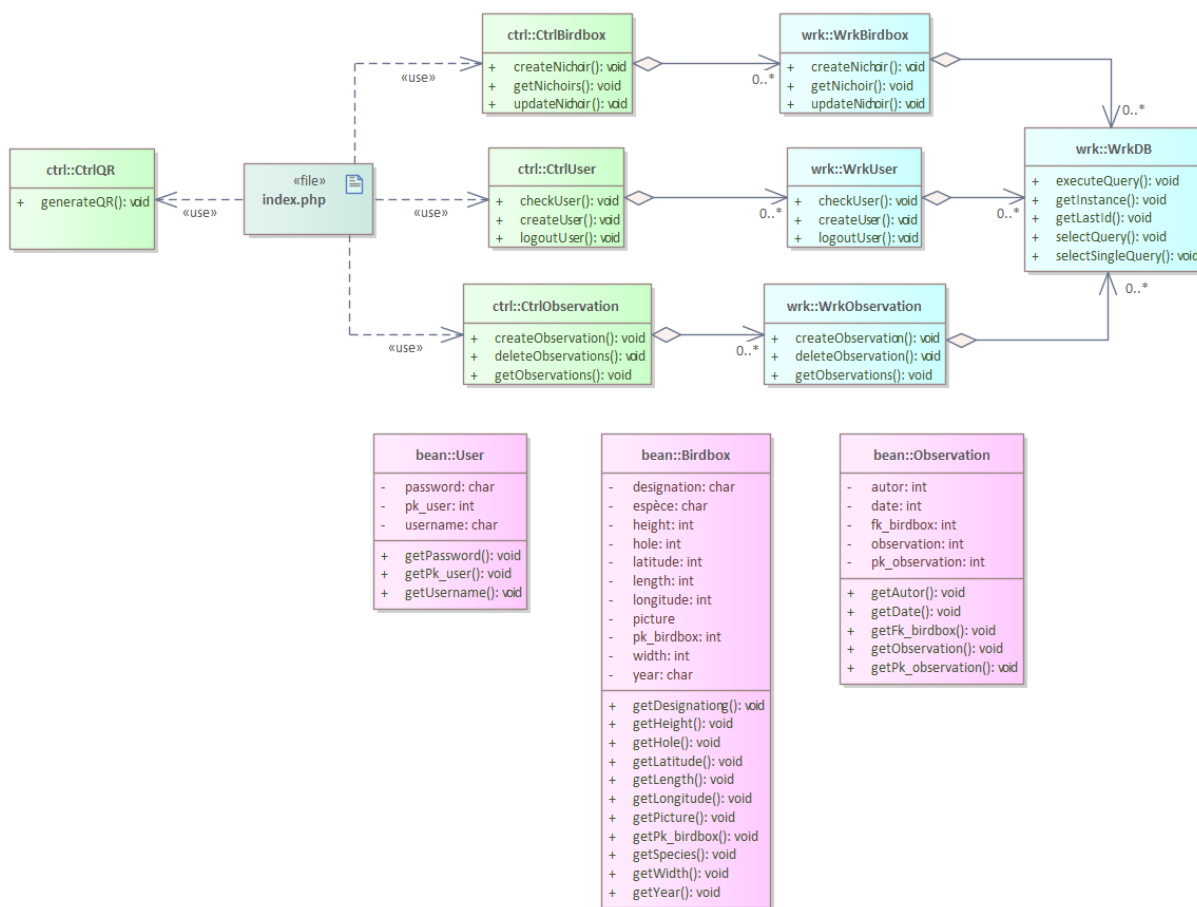 ctrl::CtrlBirdbox
+ createNichoir(): void
+ getNichoirs(): void
+ updateNichoir(): void
wrk::WrkBirdbox
+ createNichoir(): void
+ getNichoir(): void
+ updateNichoir(): void
«use»
0..*
0..*
ctrl::CtrlQR
+ generateQR(): void
«use»
«file»
index.php
«use»
ctrl::CtrlUser
+ checkUser(): void
+ createUser(): void
+ logoutUser(): void
0..*
wrk::WrkUser
+ checkUser(): void
+ createUser(): void
+ logoutUser(): void
0..*
wrk::WrkDB
+ executeQuery(): void
+ getInstance(): void
+ getLastId(): void
+ selectQuery(): void
+ selectSingleQuery(): void
«use»
ctrl::CtrlObservation
+ createObservation(): void
+ deleteObservations(): void
+ getObservations(): void
0..*
wrk::WrkObservation
+ createObservation(): void
+ deleteObservation(): void
+ getObservations(): void
0..*
bean::User
- password: char
- pk_user: int
- username: char
+ getPassword(): void
+ getPk_user(): void
+ getUsername(): void
bean::Birdbox
- designation: char
- espèce: char
- height: int
- hole: int
- latitude: int
- length: int
- longitude: int
- picture
- pk_birdbox: int
- width: int
- year: char
+ getDesignationg(): void
+ getHeight(): void
+ getHole(): void
+ getLatitude(): void
+ getLength(): void
+ getLongitude(): void
+ getPicture(): void
+ getPk_birdbox(): void
+ getSpecies(): void
+ getWidth(): void
+ getYear(): void
bean::Observation
- autor: int
- date: int
- fk_birdbox: int
- observation: int
- pk_observation: int
+ getAutor(): void
+ getDate(): void
+ getFk_birdbox(): void
+ getObservation(): void
+ getPk_observation(): void